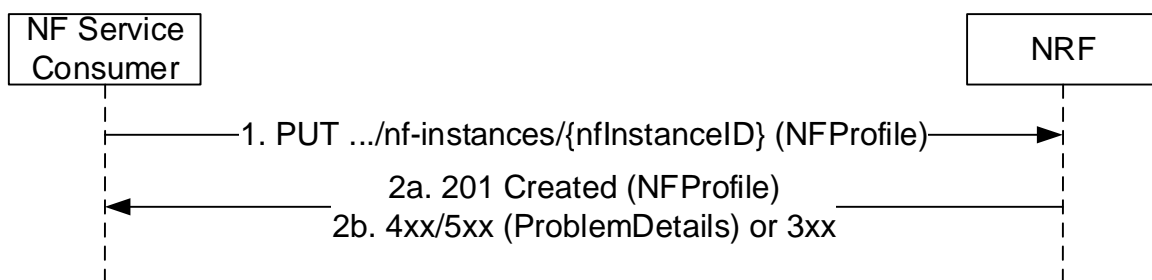 NF Service
Consumer
NRF
1. PUT .../nf-instances/{nfInstanceID} (NFProfile)
2a. 201 Created (NFProfile)
2b. 4xx/5xx (ProblemDetails) or 3xx